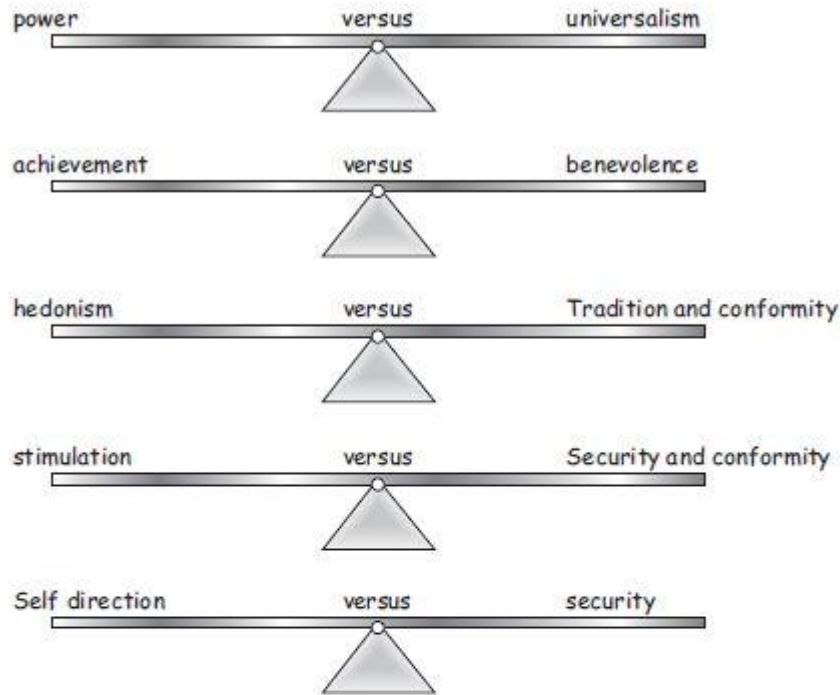 power versus universalism
achievement versus benevolence
hedonism versus Tradition and conformity
stimulation versus Security and conformity
Self direction versus security